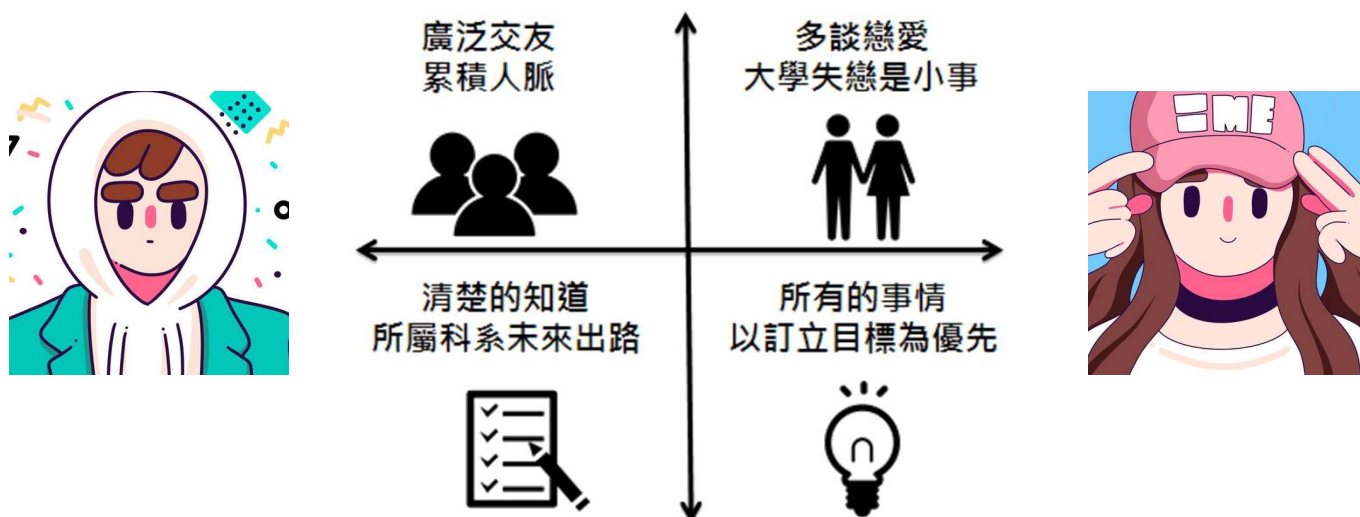 廣泛交友
累積人脈
多談戀愛
大學失戀是小事
清楚的知道
所屬科系未來出路
所有的事情
以訂立目標為優先